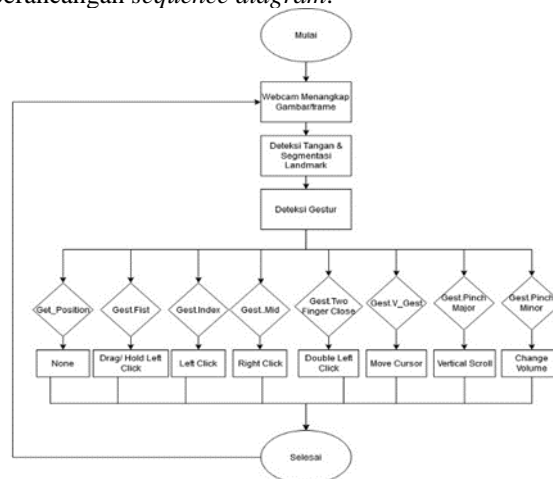 perancangan sequence diagram.
Mulai
Webcam Menangkap
Gambar/frame
Deteksi Tangan &
Segmentasi
Landmark
Deteksi Gestur
Get_Position
Gest.Fist
Gest.Index
Gest..Mid
Gest.Two
Finger Close
Gest.V_Gest
Gest.Pinch
Major
Gest.Pinch
Minor
None
Drag/ Hold Left
Click
Left Click
Right Click
Double Left
Click
Move Cursor
Vertical Scroll
Change
Volume
Selesai